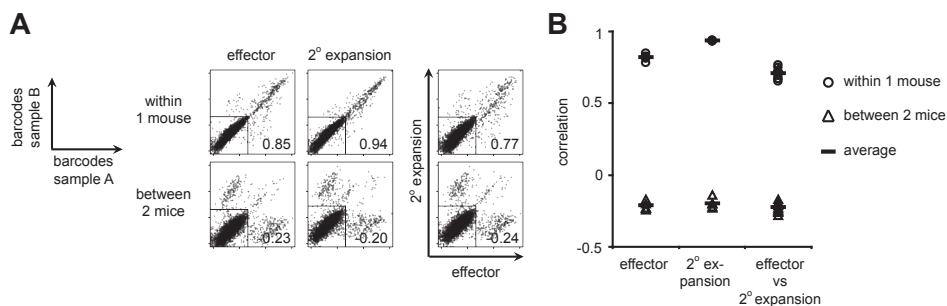 A
effector
2° expansion
within
1 mouse
barcodes
sample B
barcodes
sample A
0.85
0.94
0.77
between
2 mice
-0.23
-0.20
-0.24
2° expansion
effector
B
correlation
1
0.5
0
-0.5
effector
2° ex-
pansion
effector
vs
2° expansion
within 1 mouse
between 2 mice
average